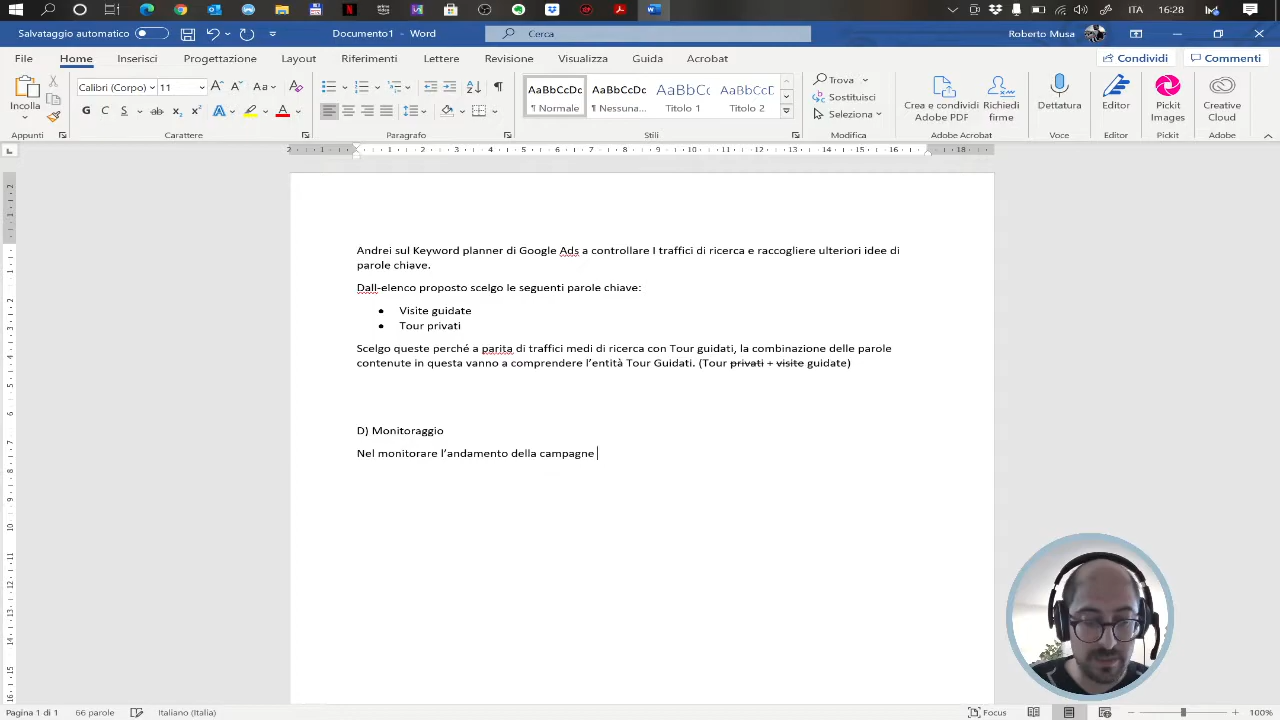 ITA
16:28
Salvataggio automatico
Documento1 - Word
Cerca
Roberto Musa
File
Home
Inserisci
Progettazione
Layout
Riferimenti
Lettere
Revisione
Visualizza
Guida
Acrobat
Condividi
Commenti
Incolla
Calibri (Corpo)
11
Aa
G C S ab x₂ x² A A
AaBbCcDc
AaBbCcDc
AaBbCc
AaBbCcD
¶ Normale
¶ Nessuna...
Titolo 1
Titolo 2
Trova
Sostituisci
Seleziona
Crea e condividi
Adobe PDF
Richiedi
firme
Dettatura
Editor
Pickit
Images
Creative
Cloud
Appunti
Carattere
Paragrafo
Stili
Modifica
Adobe Acrobat
Voce
Editor
Pickit
Adobe
Andrei sul Keyword planner di Google Ads a controllare I traffici di ricerca e raccogliere ulteriori idee di
parole chiave.
Dall-elenco proposto scelgo le seguenti parole chiave:
• Visite guidate
• Tour privati
Scelgo queste perché a parita di traffici medi di ricerca con Tour guidati, la combinazione delle parole
contenute in questa vanno a comprendere l'entità Tour Guidati. (Tour privati + visite guidate)
D) Monitoraggio
Nel monitorare l'andamento della campagne
Pagina 1 di 1
66 parole
Italiano (Italia)
Focus
100%